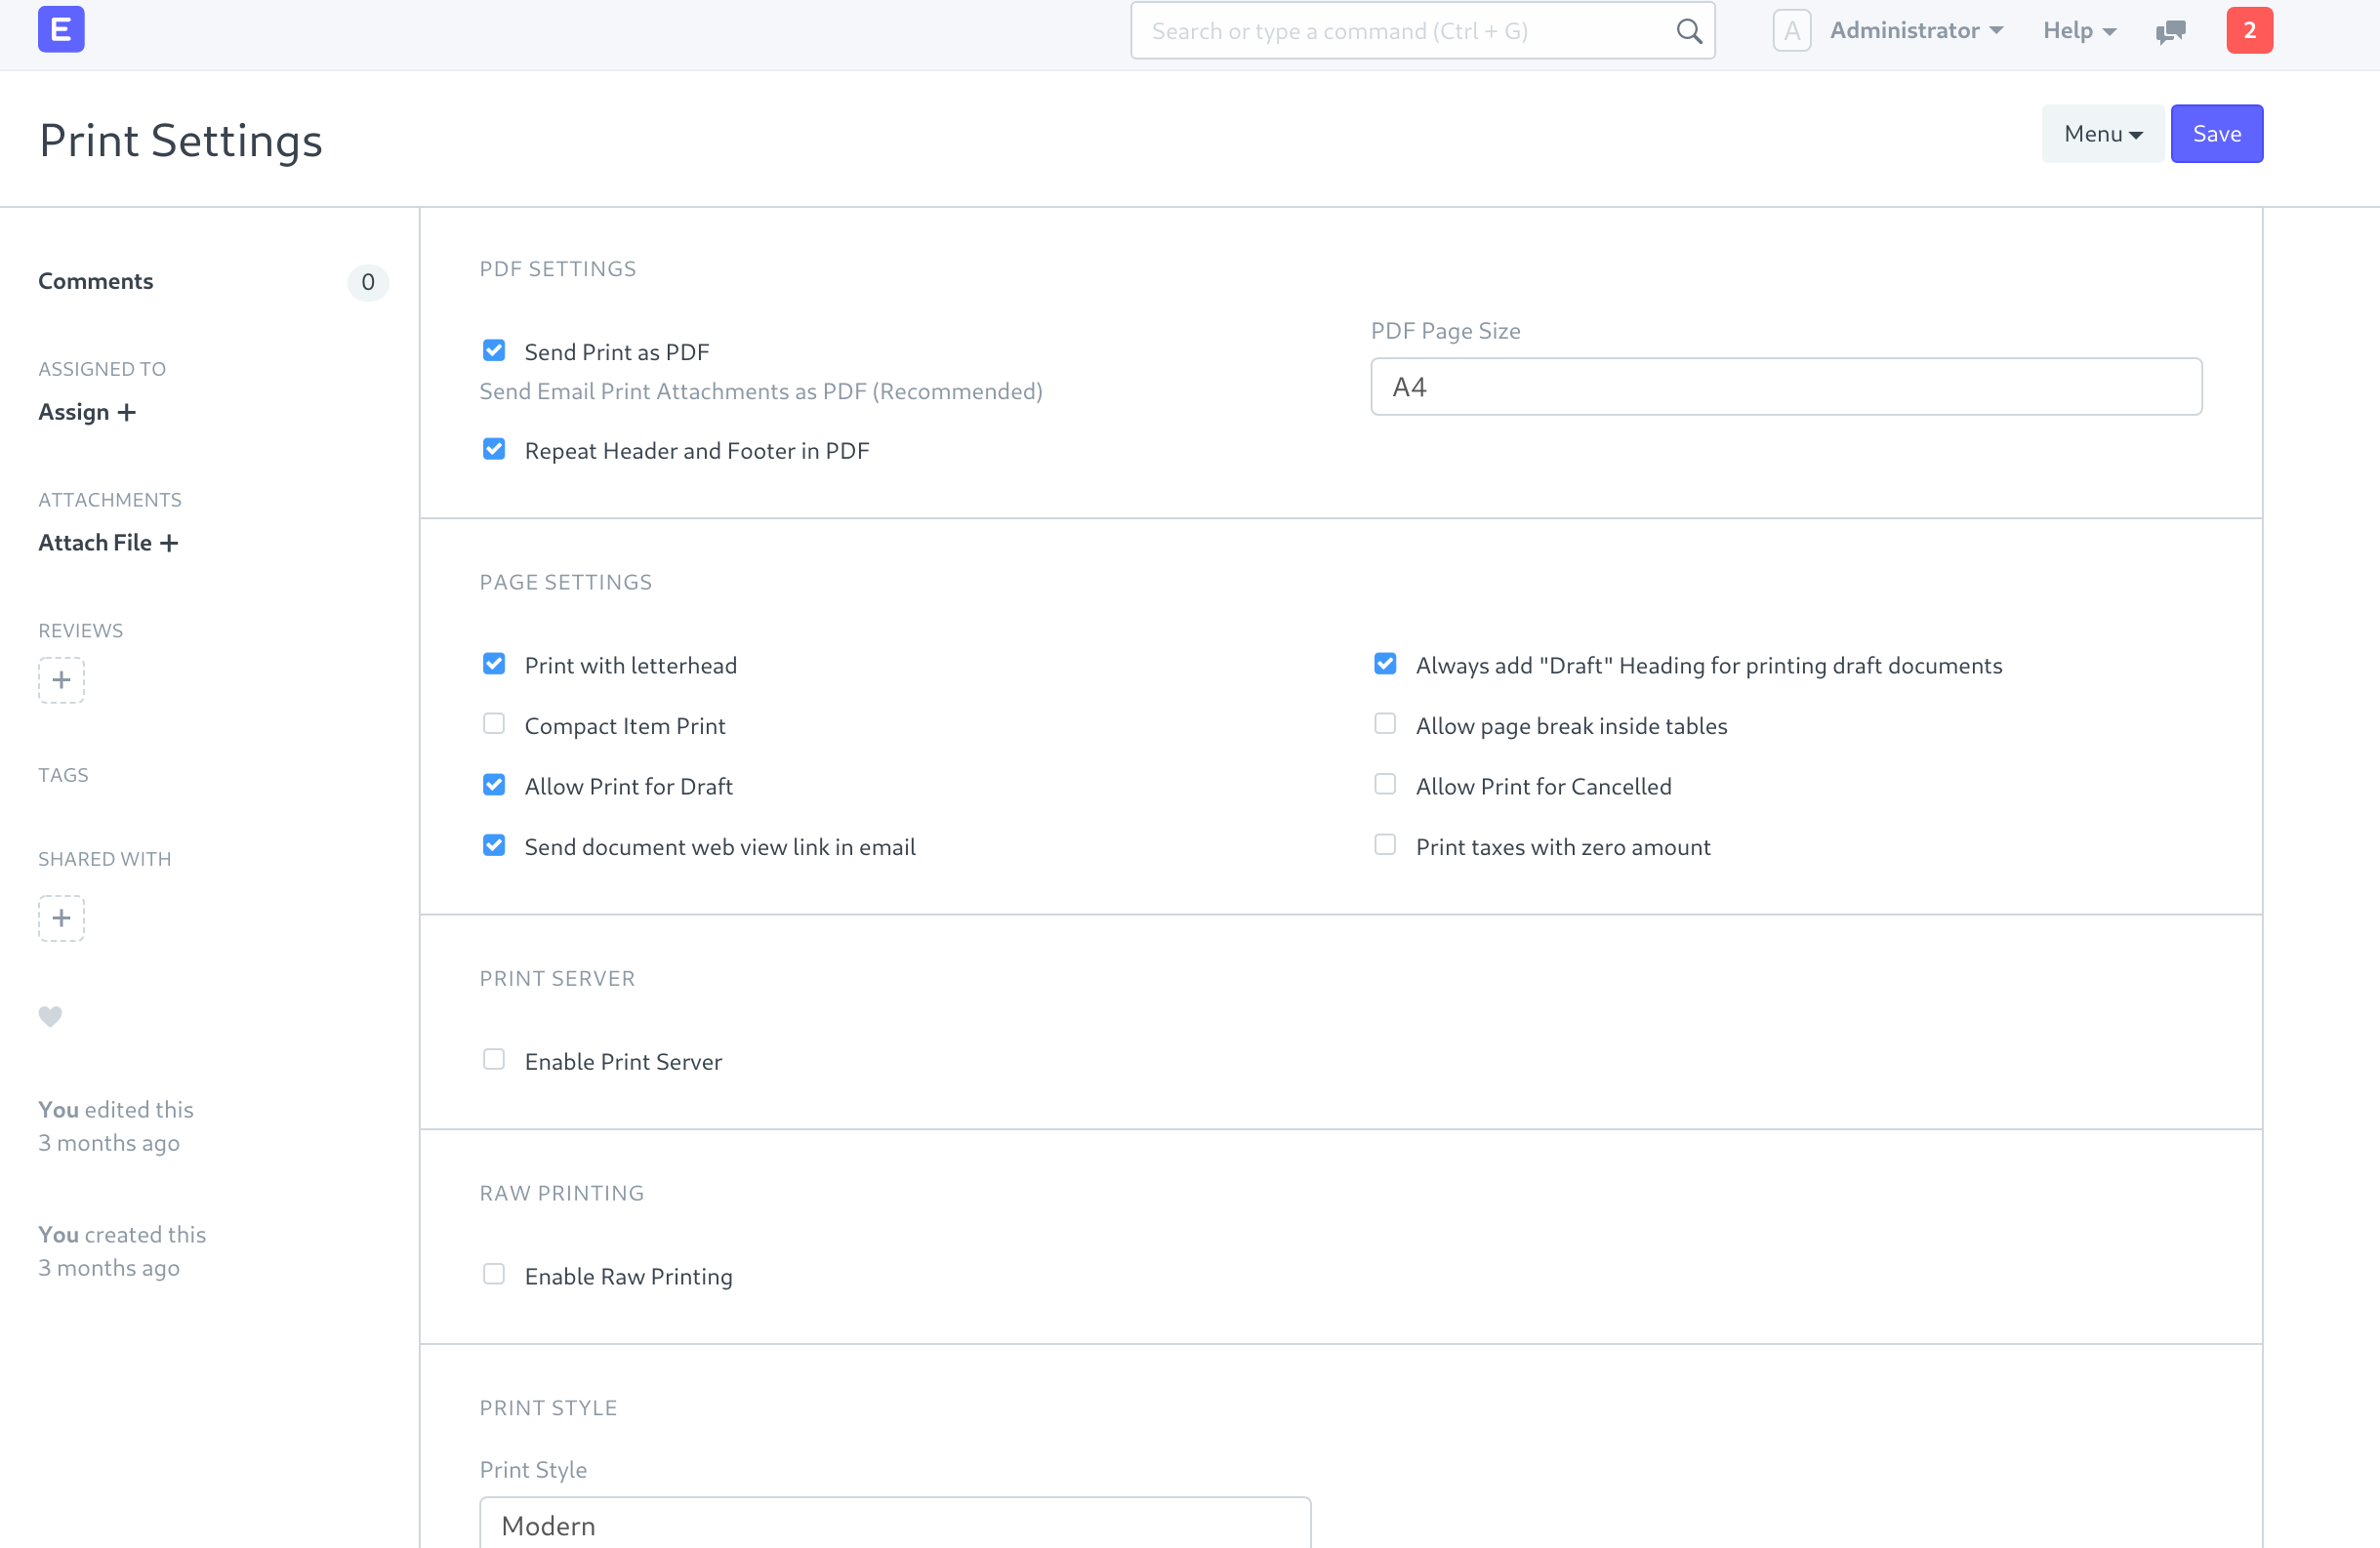 E
Search or type a command (Ctrl + G)
A
Administrator
Help
2
Print Settings
Menu
Save
Comments
0
ASSIGNED TO
Assign +
ATTACHMENTS
Attach File +
REVIEWS
+
TAGS
SHARED WITH
+
You edited this
3 months ago
You created this
3 months ago
PDF SETTINGS
Send Print as PDF
Send Email Print Attachments as PDF (Recommended)
Repeat Header and Footer in PDF
PDF Page Size
A4
PAGE SETTINGS
Print with letterhead
Compact Item Print
Allow Print for Draft
Send document web view link in email
Always add "Draft" Heading for printing draft documents
Allow page break inside tables
Allow Print for Cancelled
Print taxes with zero amount
PRINT SERVER
Enable Print Server
RAW PRINTING
Enable Raw Printing
PRINT STYLE
Print Style
Modern